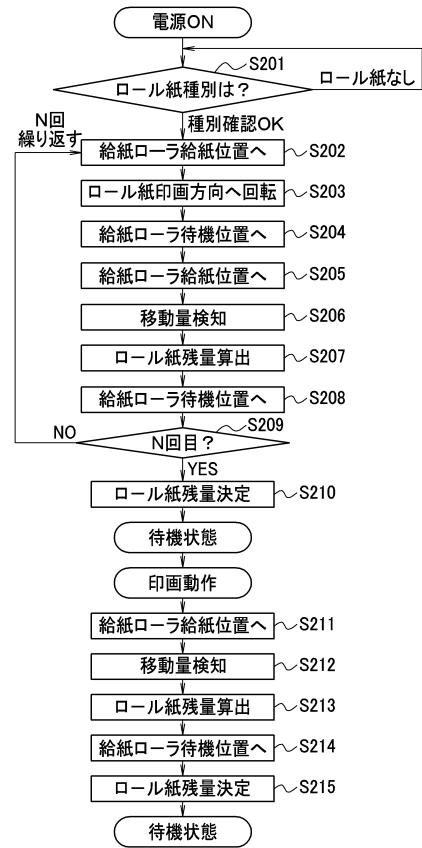 電源ON
S201
ロール紙種別は？
ロール紙なし
種別確認OK
N回
繰り返す
給紙ローラ給紙位置へ
S202
ロール紙印画方向へ回転
S203
給紙ローラ待機位置へ
S204
給紙ローラ給紙位置へ
S205
移動量検知
S206
ロール紙残量算出
S207
給紙ローラ待機位置へ
S208
S209
NO
N回目？
YES
ロール紙残量決定
S210
待機状態
印画動作
給紙ローラ給紙位置へ
S211
移動量検知
S212
ロール紙残量算出
S213
給紙ローラ待機位置へ
S214
ロール紙残量決定
S215
待機状態